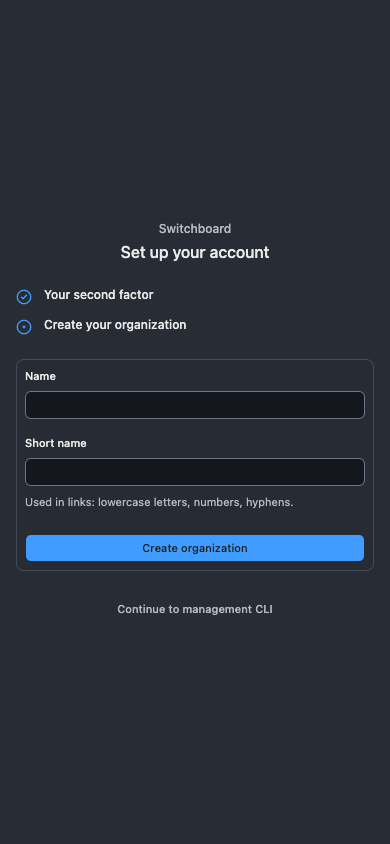 Switchboard
Set up your account
Your second factor
Create your organization
Name
Short name
Used in links: lowercase letters, numbers, hyphens.
Create organization
Continue to management CLI